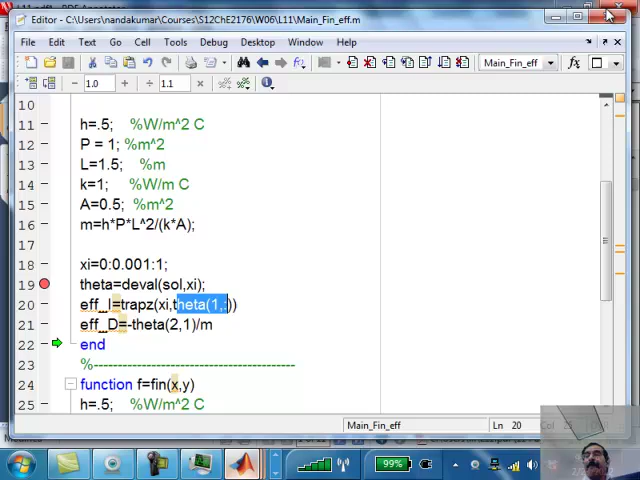 Editor - C:\Users\nandakumar\Courses\S12ChE2176\W06\L11\Main_Fin_eff.m
File Edit Text Go Cell Tools Debug Desktop Window Help
Main_Fin_eff
1.0 1.1
10
11 h=.5; %W/m^2 C
12 P = 1; %m^2
13 L=1.5; %m
14 k=1; %W/m C
15 A=0.5; %m^2
16 m=h*P*L^2/(k*A);
17
18 xi=0:0.001:1;
19 theta=deval(sol,xi);
20 eff_I=trapz(xi,theta(1,:))
21 eff_D=-theta(2,1)/m
22 end
23 %----------------------------------------
24 function f=fin(x,y)
25 h=.5; %W/m^2 C
Main_Fin_eff Ln 20
99%